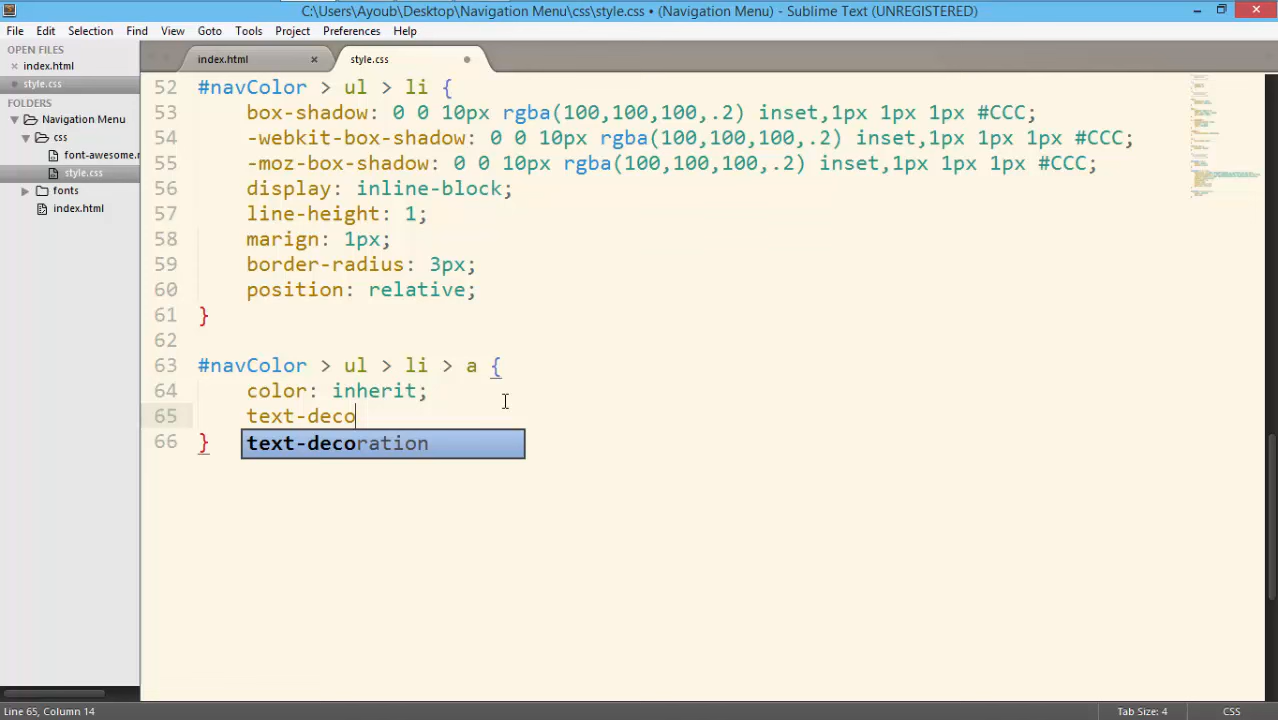 C:\Users\Ayoub\Desktop\Navigation Menu\css\style.css • (Navigation Menu) - Sublime Text (UNREGISTERED)
File Edit Selection Find View Goto Tools Project Preferences Help
OPEN FILES
index.html
style.css
FOLDERS
Navigation Menu
css
font-awesome.m
style.css
fonts
index.html
index.html
style.css
52 #navColor > ul > li {
53 box-shadow: 0 0 10px rgba(100,100,100,.2) inset,1px 1px 1px #CCC;
54 -webkit-box-shadow: 0 0 10px rgba(100,100,100,.2) inset,1px 1px 1px #CCC;
55 -moz-box-shadow: 0 0 10px rgba(100,100,100,.2) inset,1px 1px 1px #CCC;
56 display: inline-block;
57 line-height: 1;
58 marign: 1px;
59 border-radius: 3px;
60 position: relative;
61 }
62
63 #navColor > ul > li > a {
64 color: inherit;
65 text-deco
text-decoration
66 }
Line 65, Column 14
Tab Size: 4
CSS